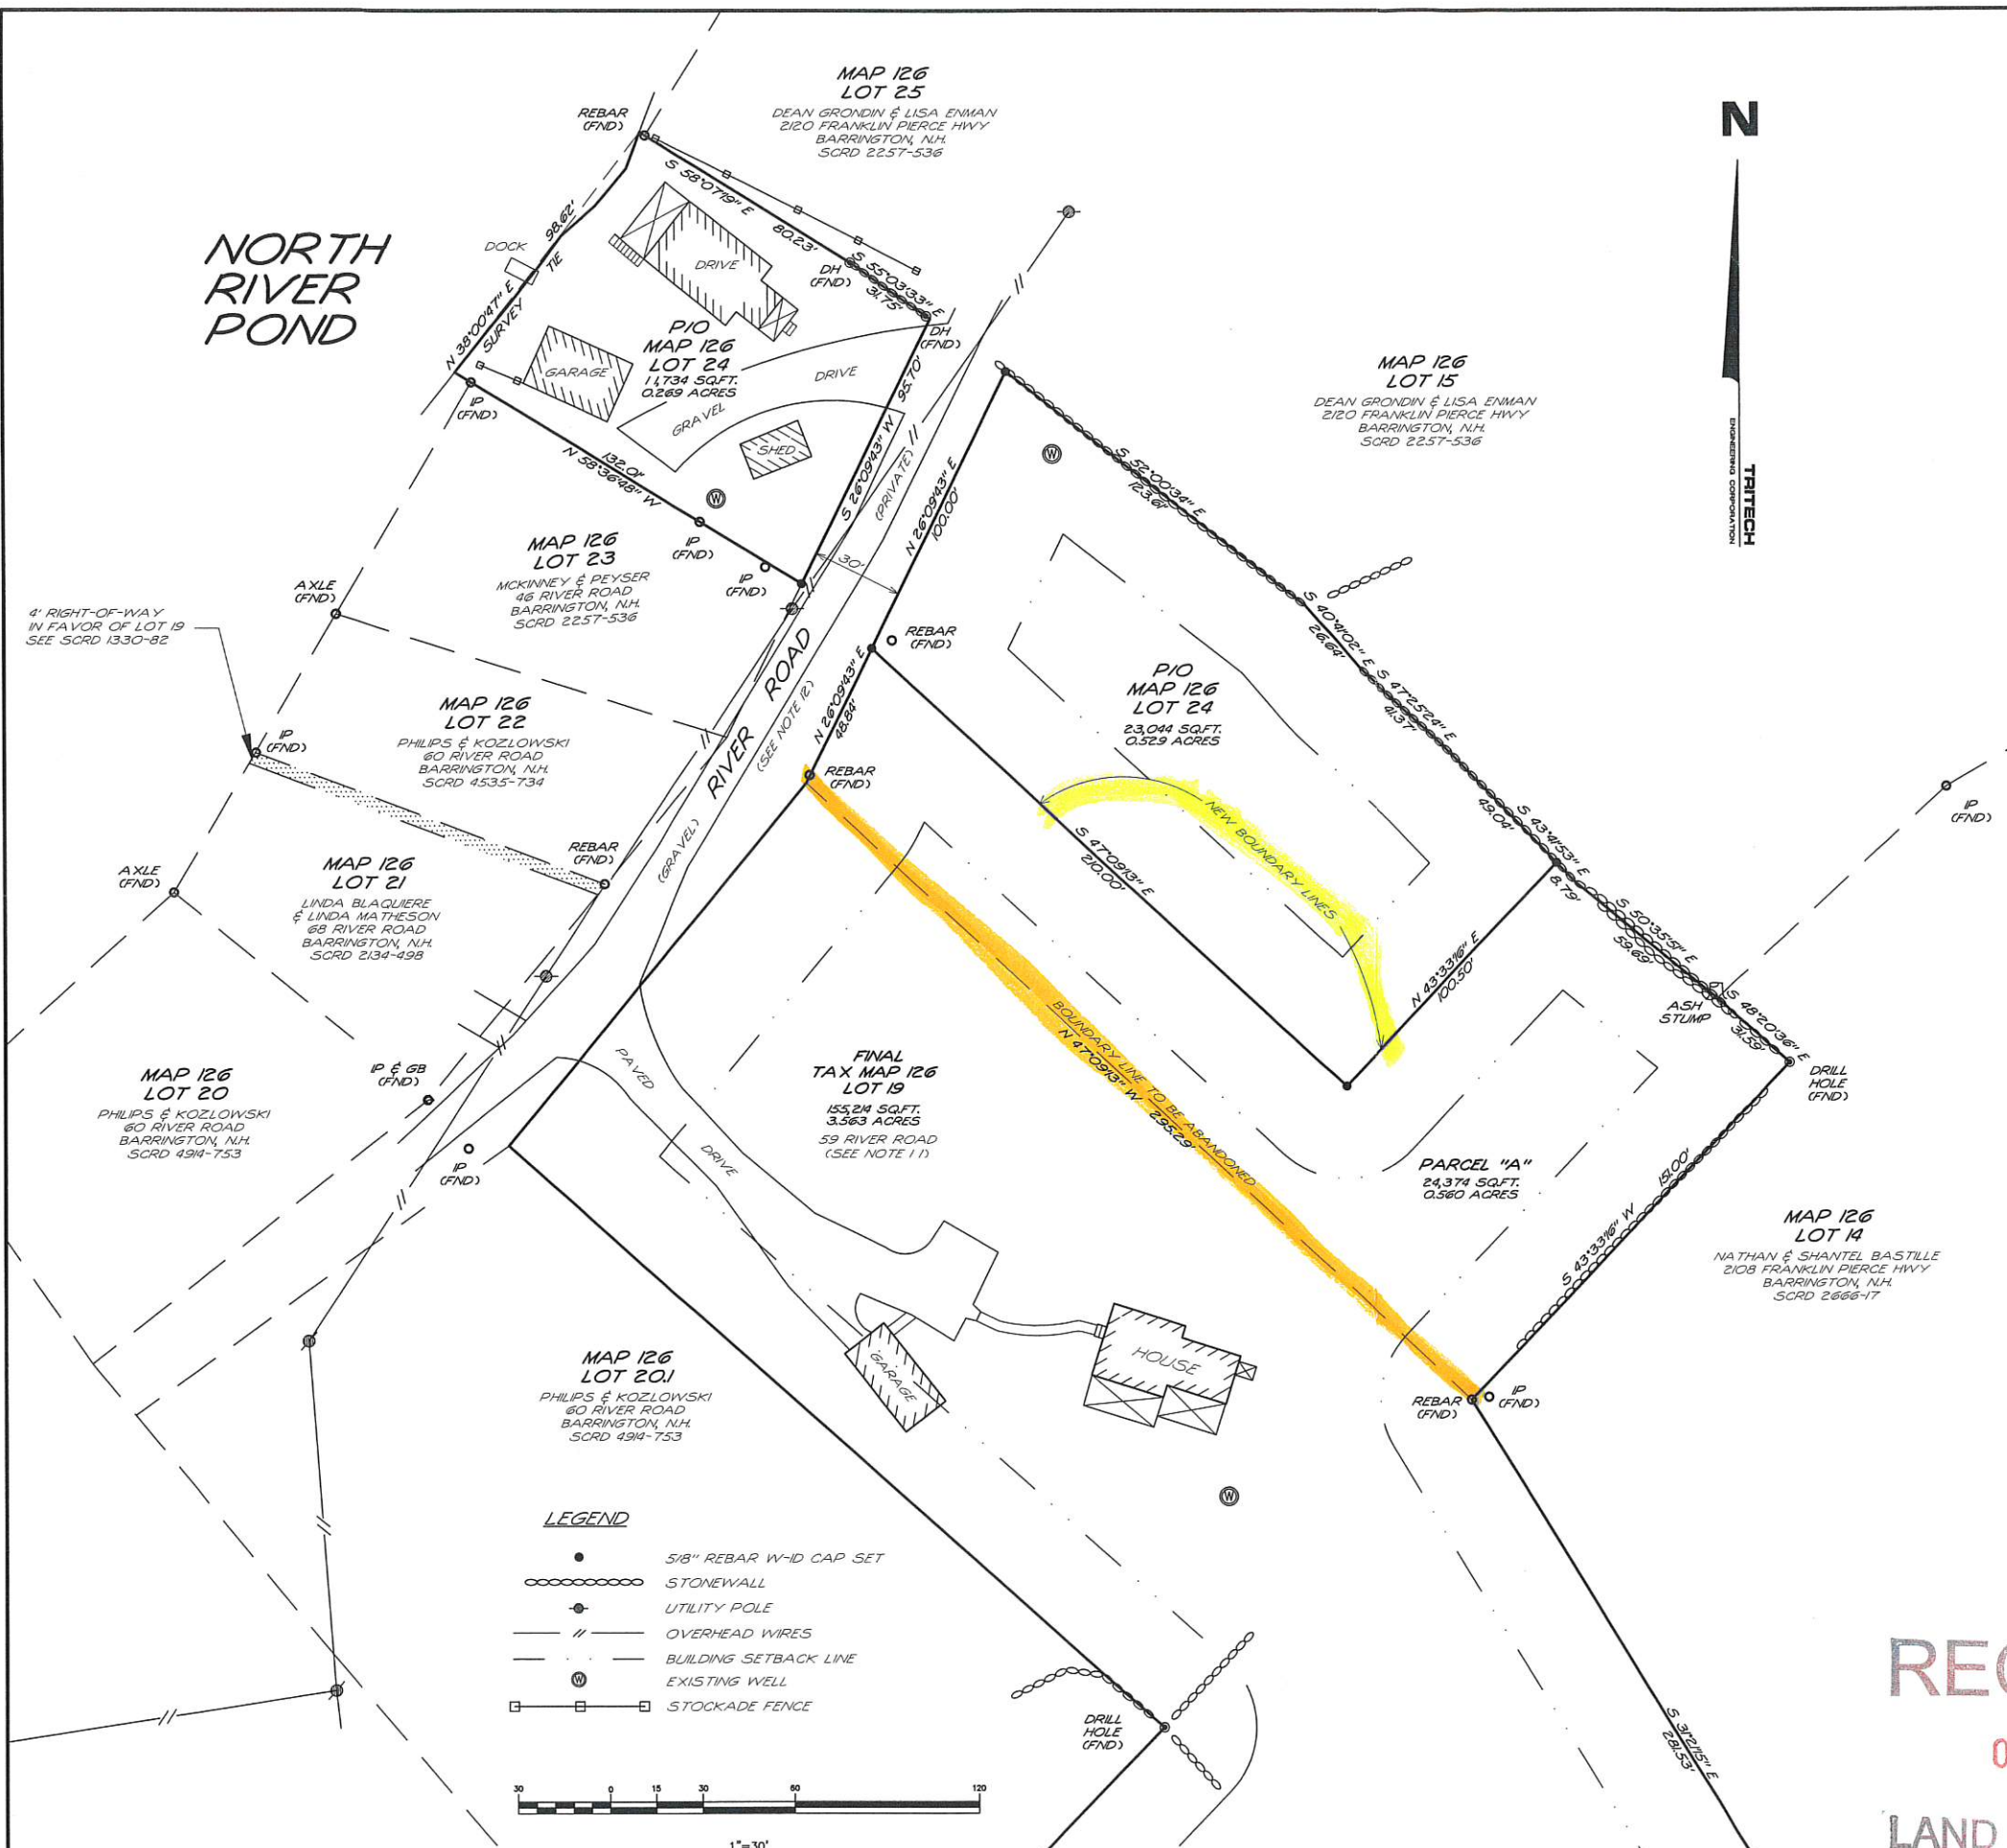 MAP 126
LOT 25
DEAN GRONDIN & LISA ENMAN
2120 FRANKLIN PIERCE HWY
BARRINGTON, N.H.
SCRD 2257-536
REBAR
(FND)
N
TRITECH
ENGINEERING CORPORATION
NORTH
RIVER
POND
S 58°07'19" E
80.23'
DOCK
98.62'
TIE
SURVEY
N 38°00'47" E
DRIVE
DH
(FND)
S 55°03'33" E
31.75'
DH
(FND)
P/O
MAP 126
LOT 24
11,734 SQ.FT.
0.269 ACRES
GARAGE
DRIVE
GRAVEL
SHED
W
IP
(FND)
132.01'
N 58°36'48" W
95.70'
S 26°09'43" W
(PRIVATE)
N 26°09'43" E
100.00'
30'
MAP 126
LOT 15
DEAN GRONDIN & LISA ENMAN
2120 FRANKLIN PIERCE HWY
BARRINGTON, N.H.
SCRD 2257-536
W
S 52°00'34" E
123.61'
MAP 126
LOT 23
MCKINNEY & PEYSER
46 RIVER ROAD
BARRINGTON, N.H.
SCRD 2257-536
IP
(FND)
IP
(FND)
AXLE
(FND)
4' RIGHT-OF-WAY
IN FAVOR OF LOT 19
SEE SCRD 1330-82
REBAR
(FND)
S 40°41'02" E
26.64'
S 47°25'24" E
41.37'
P/O
MAP 126
LOT 24
23,044 SQ.FT.
0.529 ACRES
RIVER ROAD
(SEE NOTE 12)
(GRAVEL)
N 26°09'43" E
48.84'
REBAR
(FND)
MAP 126
LOT 22
PHILIPS & KOZLOWSKI
60 RIVER ROAD
BARRINGTON, N.H.
SCRD 4535-734
IP
(FND)
REBAR
(FND)
NEW BOUNDARY LINES
S 47°09'13" E
210.00'
49.04'
S 43°41'53" E
8.79'
IP
(FND)
AXLE
(FND)
MAP 126
LOT 21
LINDA BLAQUIERE
& LINDA MATHESON
68 RIVER ROAD
BARRINGTON, N.H.
SCRD 2134-498
S 50°35'51" E
59.69'
N 43°33'16" E
100.50'
ASH
STUMP
S 48°20'36" E
31.59'
DRILL
HOLE
(FND)
BOUNDARY LINE TO BE ABANDONED
N 47°09'13" W 295.29'
PAVED
DRIVE
FINAL
TAX MAP 126
LOT 19
155,214 SQ.FT.
3.563 ACRES
59 RIVER ROAD
(SEE NOTE 11)
MAP 126
LOT 20
PHILIPS & KOZLOWSKI
60 RIVER ROAD
BARRINGTON, N.H.
SCRD 4914-753
IP & GB
(FND)
IP
(FND)
PARCEL "A"
24,374 SQ.FT.
0.560 ACRES
151.00'
S 43°33'16" W
MAP 126
LOT 14
NATHAN & SHANTEL BASTILLE
2108 FRANKLIN PIERCE HWY
BARRINGTON, N.H.
SCRD 2666-17
GARAGE
HOUSE
REBAR
(FND)
IP
(FND)
MAP 126
LOT 20.1
PHILIPS & KOZLOWSKI
60 RIVER ROAD
BARRINGTON, N.H.
SCRD 4914-753
W
LEGEND
5/8" REBAR W-ID CAP SET
STONEWALL
UTILITY POLE
OVERHEAD WIRES
BUILDING SETBACK LINE
W EXISTING WELL
STOCKADE FENCE
DRILL
HOLE
(FND)
S 31°21'15" E
281.53'
LAND
30 0 15 30 60 120
1"=30'